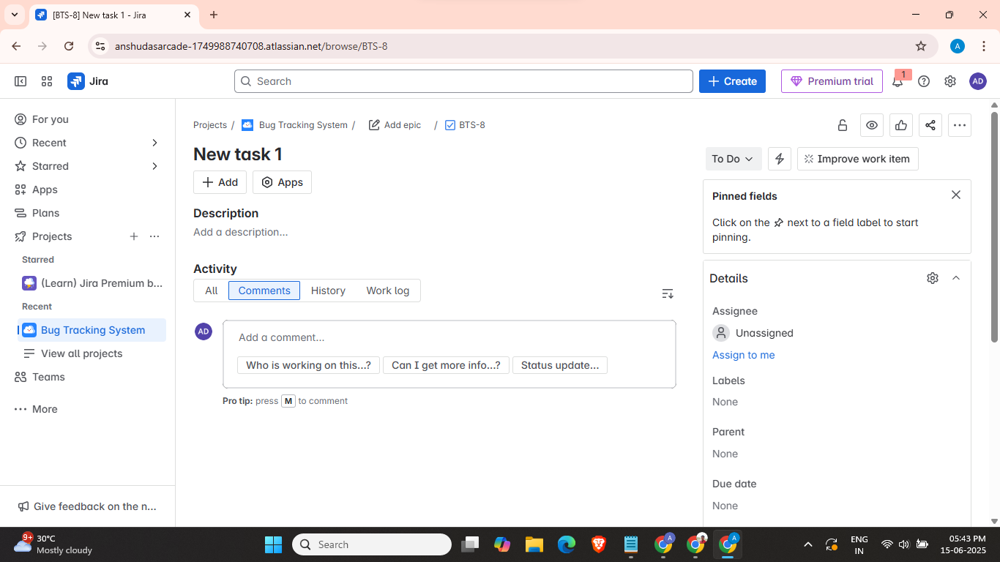 [BTS-8] New task 1 - Jira
anshudasarcade-1749988740708.atlassian.net/browse/BTS-8
A
Jira
Search
Create
Premium trial
1
AD
For you
Recent
Starred
Apps
Plans
Projects
Starred
(Learn) Jira Premium b...
Recent
Bug Tracking System
View all projects
Teams
More
Give feedback on the n...
Projects / Bug Tracking System / Add epic / BTS-8
New task 1
Add Apps
Description
Add a description...
Activity
All Comments History Work log
AD
Add a comment...
Who is working on this...? Can I get more info...? Status update...
Pro tip: press M to comment
To Do
Improve work item
Pinned fields
Click on the next to a field label to start
pinning.
Details
Assignee
Unassigned
Assign to me
Labels
None
Parent
None
Due date
None
9+
30°C
Mostly cloudy
Search
A
A
ENG
IN
05:43 PM
15-06-2025